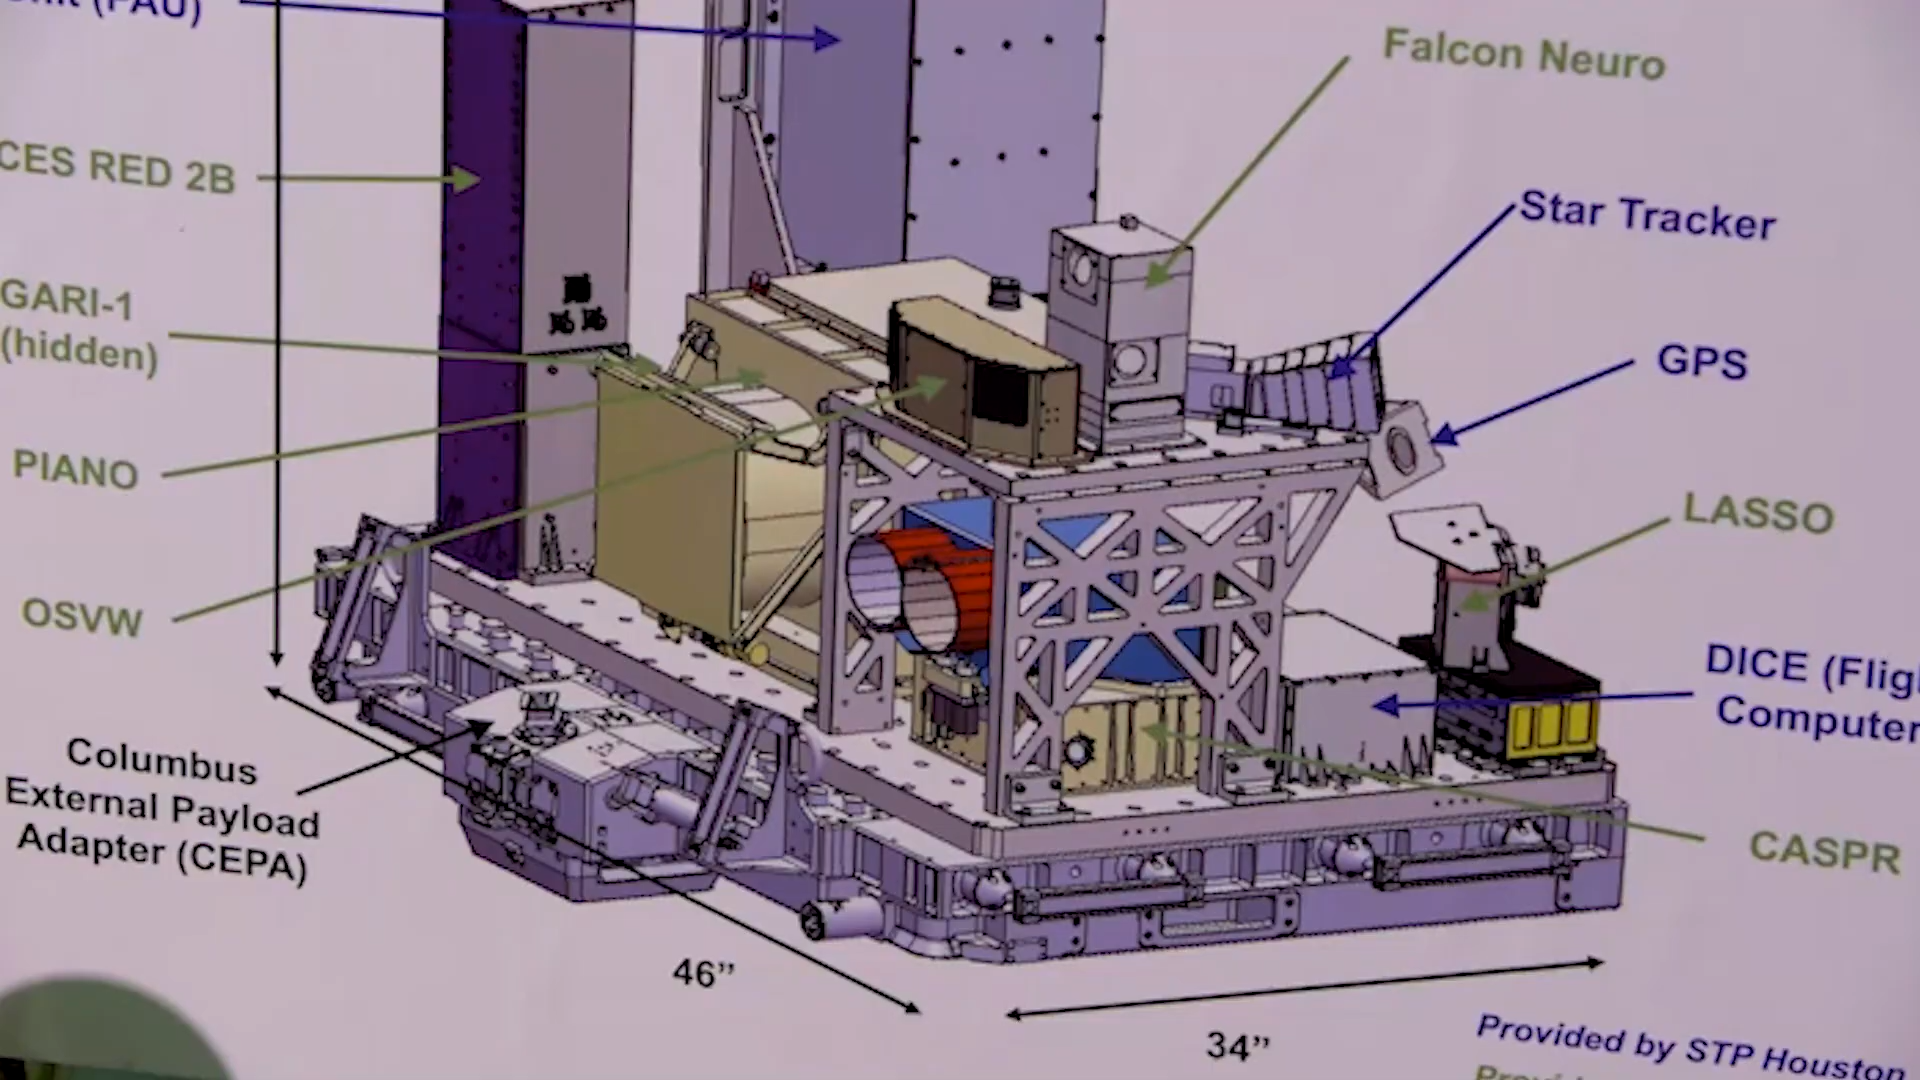 (PAU)
CES RED 2B
GARI-1
(hidden)
PIANO
OSVW
Columbus
External Payload
Adapter (CEPA)
Falcon Neuro
Star Tracker
GPS
LASSO
DICE (Flig
Computer
CASPR
46”
34”
Provided by STP Houston